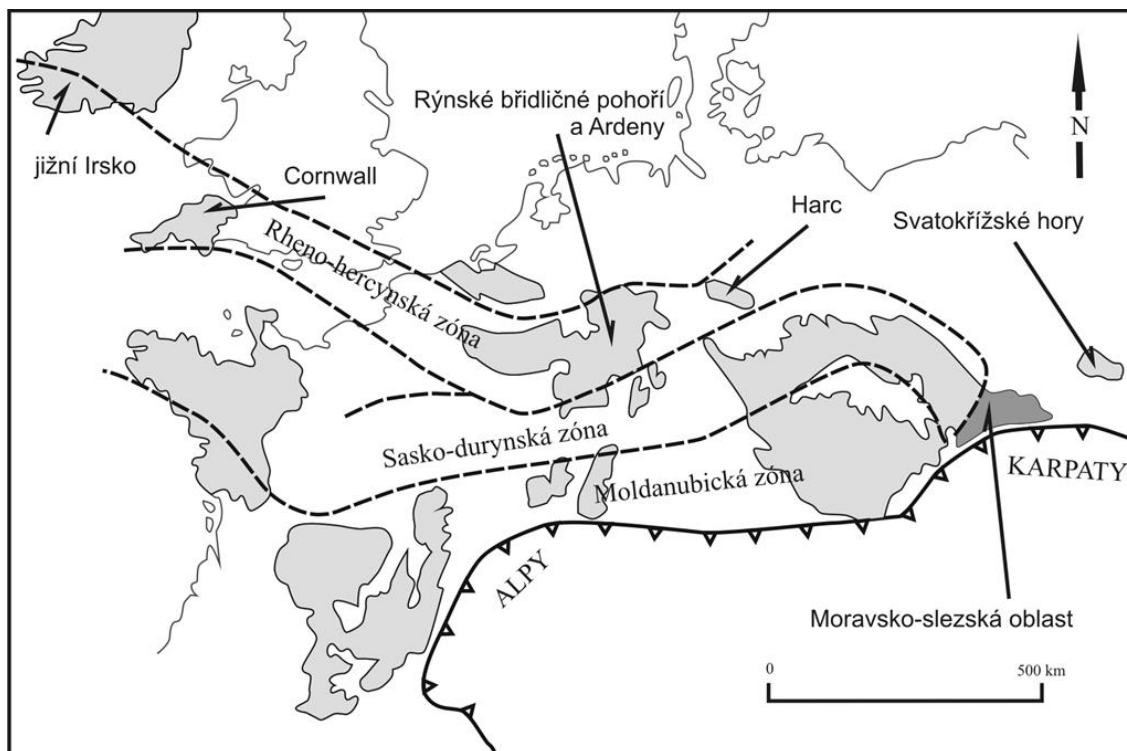 Rýnské břidličné pohoří
a Ardeny
N
jižní Irsko
Cornwall
Harc
Svatokřížské hory
Rheno-hercynská zóna
Sasko-durynská zóna
Moldanubická zóna
KARPATY
ALPY
Moravsko-slezská oblast
0
500 km